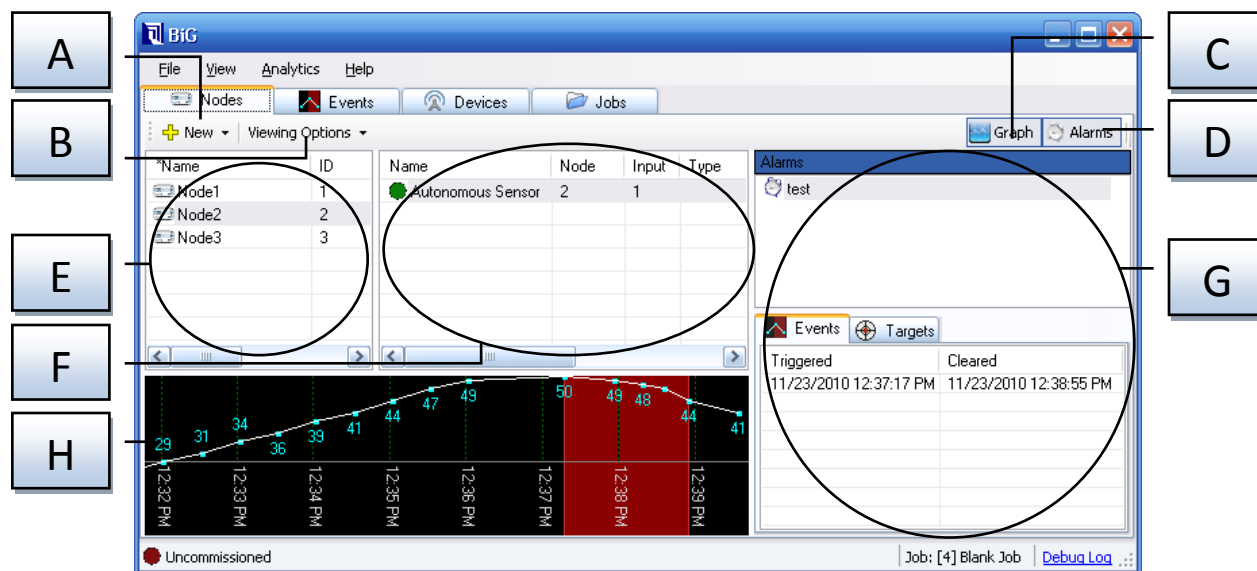 A
B
C
D
E
F
G
H
BiG
File View Analytics Help
Nodes Events Devices Jobs
New Viewing Options Graph Alarms
*Name ID
Node1 1
Node2 2
Node3 3
Name Node Input Type
Autonomous Sensor 2 1
Alarms
test
Events Targets
Triggered Cleared
11/23/2010 12:37:17 PM 11/23/2010 12:38:55 PM
29 31 34 36 39 41 44 47 49 50 49 48 44 41
12:32 PM 12:33 PM 12:34 PM 12:35 PM 12:36 PM 12:37 PM 12:38 PM 12:39 PM
Uncommissioned Job: [4] Blank Job Debug Log